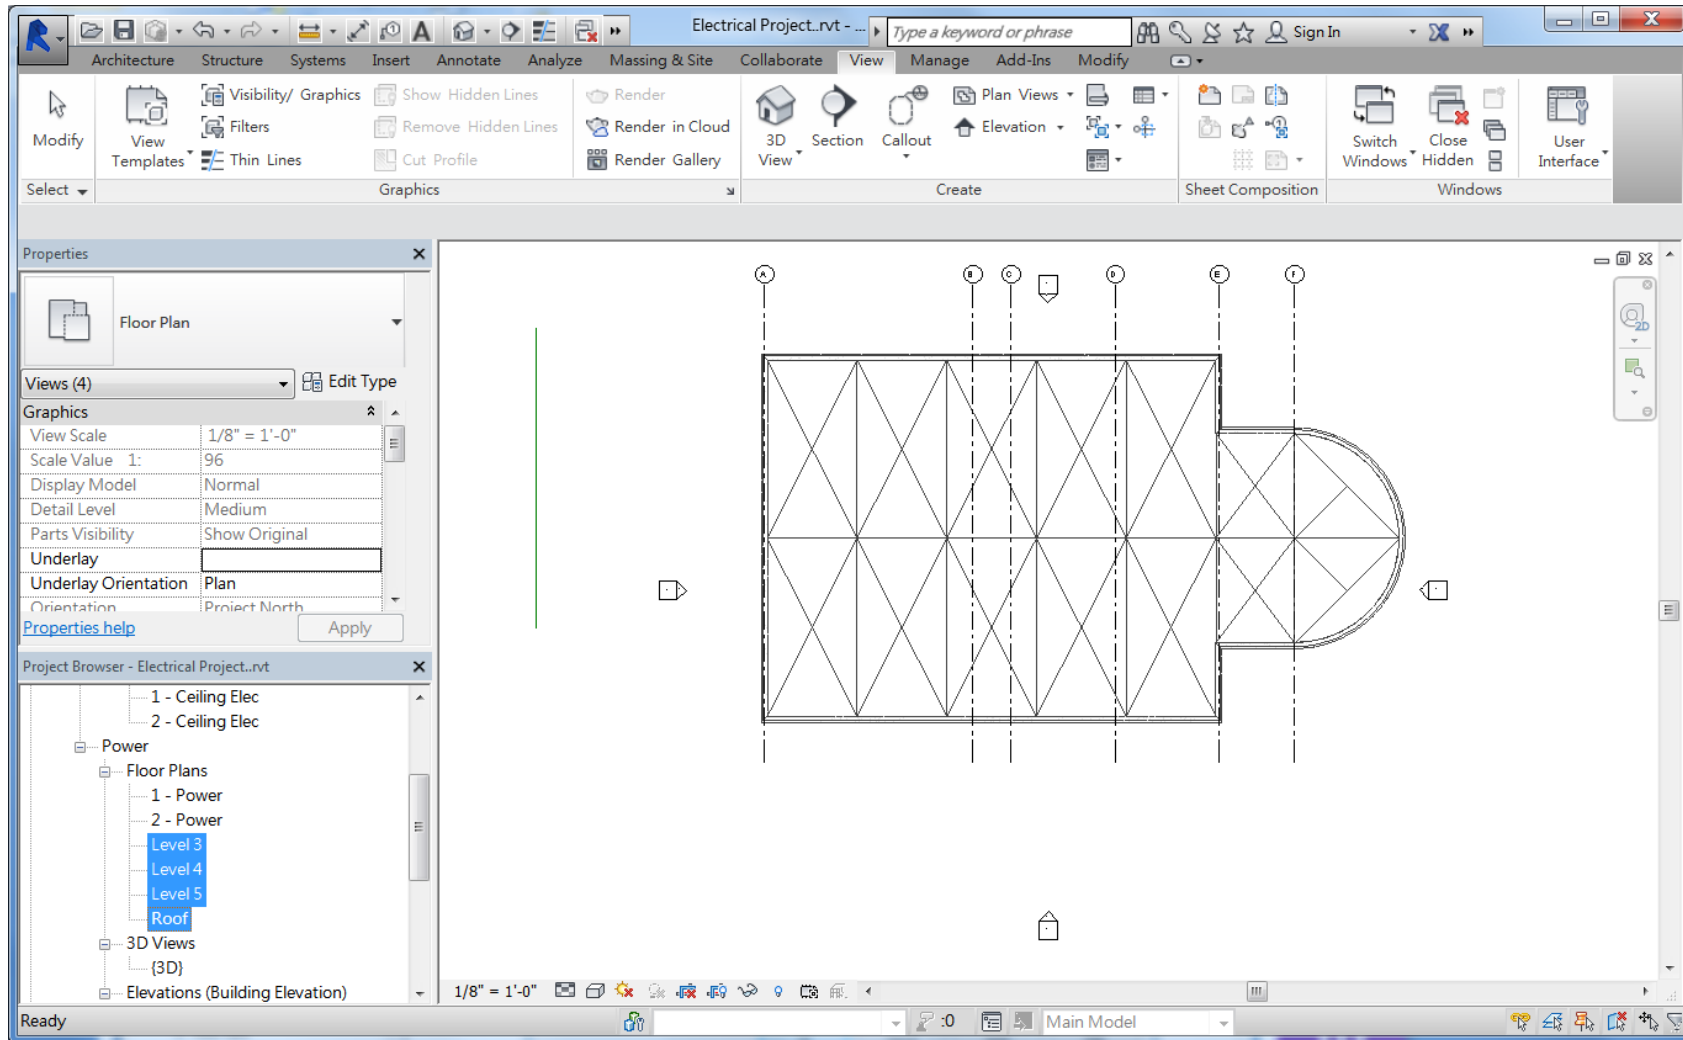 Electrical Project..rvt - ...
Type a keyword or phrase
Sign In
Architecture Structure Systems Insert Annotate Analyze Massing & Site Collaborate View Manage Add-Ins Modify
Modify
View Templates
Visibility/ Graphics
Filters
Thin Lines
Show Hidden Lines
Remove Hidden Lines
Cut Profile
Render
Render in Cloud
Render Gallery
3D View
Section
Callout
Plan Views
Elevation
Switch Windows
Close Hidden
User Interface
Select Graphics Create Sheet Composition Windows
Properties
Floor Plan
Views (4) Edit Type
Graphics
View Scale 1/8" = 1'-0"
Scale Value 1: 96
Display Model Normal
Detail Level Medium
Parts Visibility Show Original
Underlay
Underlay Orientation Plan
Orientation Project North
Properties help Apply
Project Browser - Electrical Project..rvt
1 - Ceiling Elec
2 - Ceiling Elec
Power
Floor Plans
1 - Power
2 - Power
Level 3
Level 4
Level 5
Roof
3D Views
{3D}
Elevations (Building Elevation)
A B C D E F
2D
1/8" = 1'-0"
Ready :0 Main Model